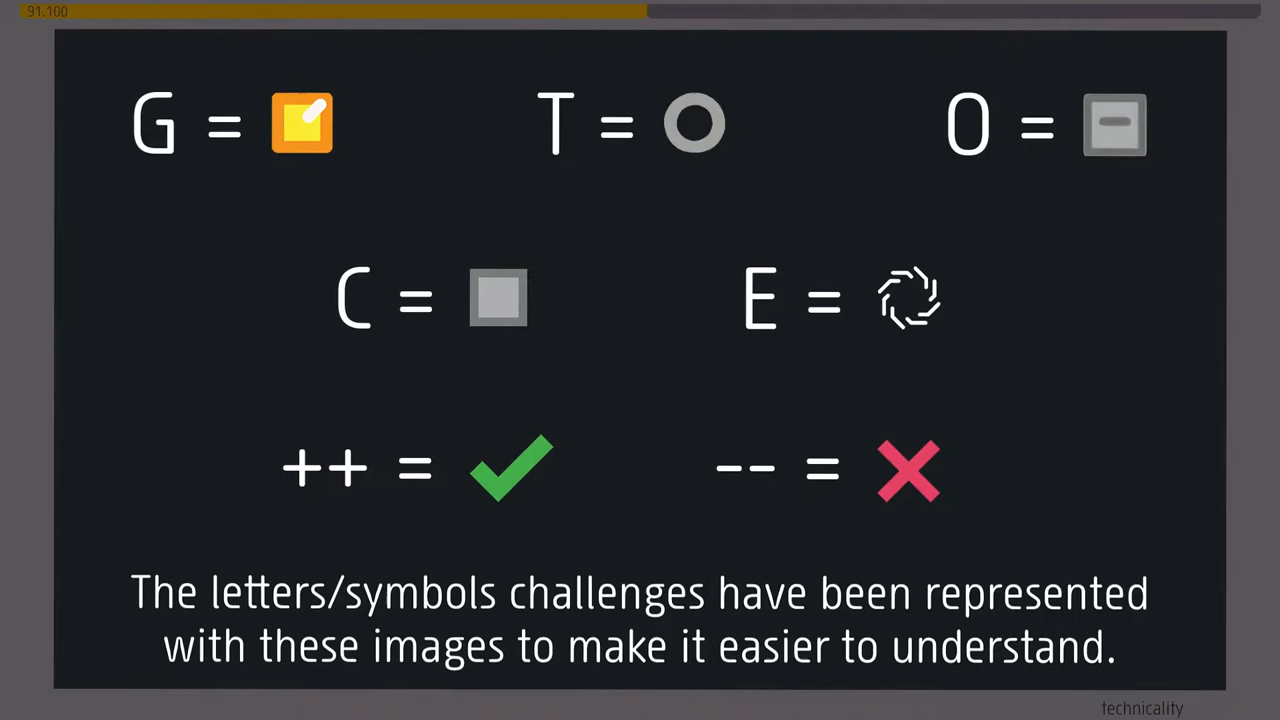 91.100
G =
T =
O =
C =
E =
++ =
-- =
The letters/symbols challenges have been represented
with these images to make it easier to understand.
technicality